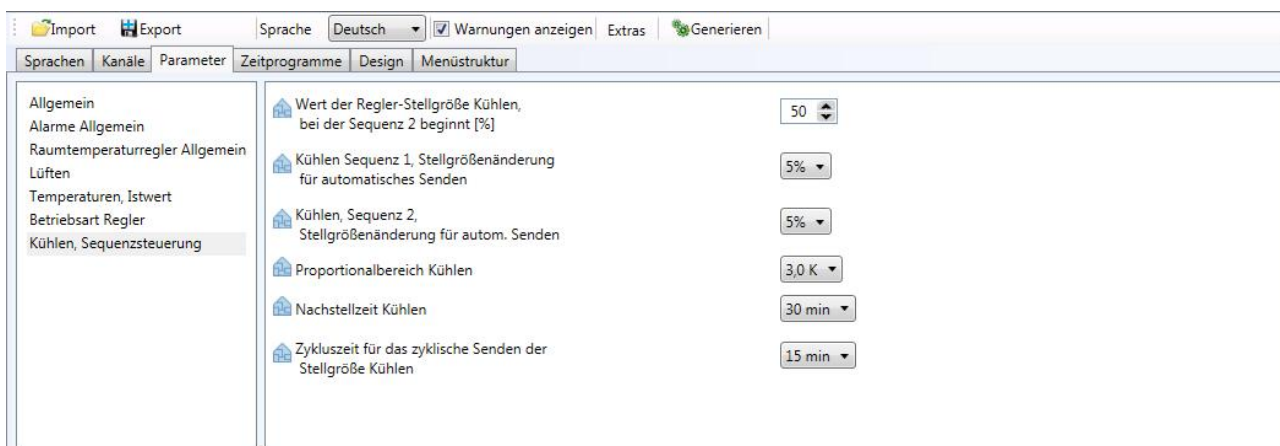 Import Export Sprache Deutsch Warnungen anzeigen Extras Generieren
Sprachen Kanäle Parameter Zeitprogramme Design Menüstruktur
Allgemein
Alarme Allgemein
Raumtemperaturregler Allgemein
Lüften
Temperaturen, Istwert
Betriebsart Regler
Kühlen, Sequenzsteuerung
Wert der Regler-Stellgröße Kühlen,
bei der Sequenz 2 beginnt [%]
50
Kühlen Sequenz 1, Stellgrößenänderung
für automatisches Senden
5%
Kühlen, Sequenz 2,
Stellgrößenänderung für autom. Senden
5%
Proportionalbereich Kühlen 3,0 K
Nachstellzeit Kühlen 30 min
Zykluszeit für das zyklische Senden der
Stellgröße Kühlen
15 min